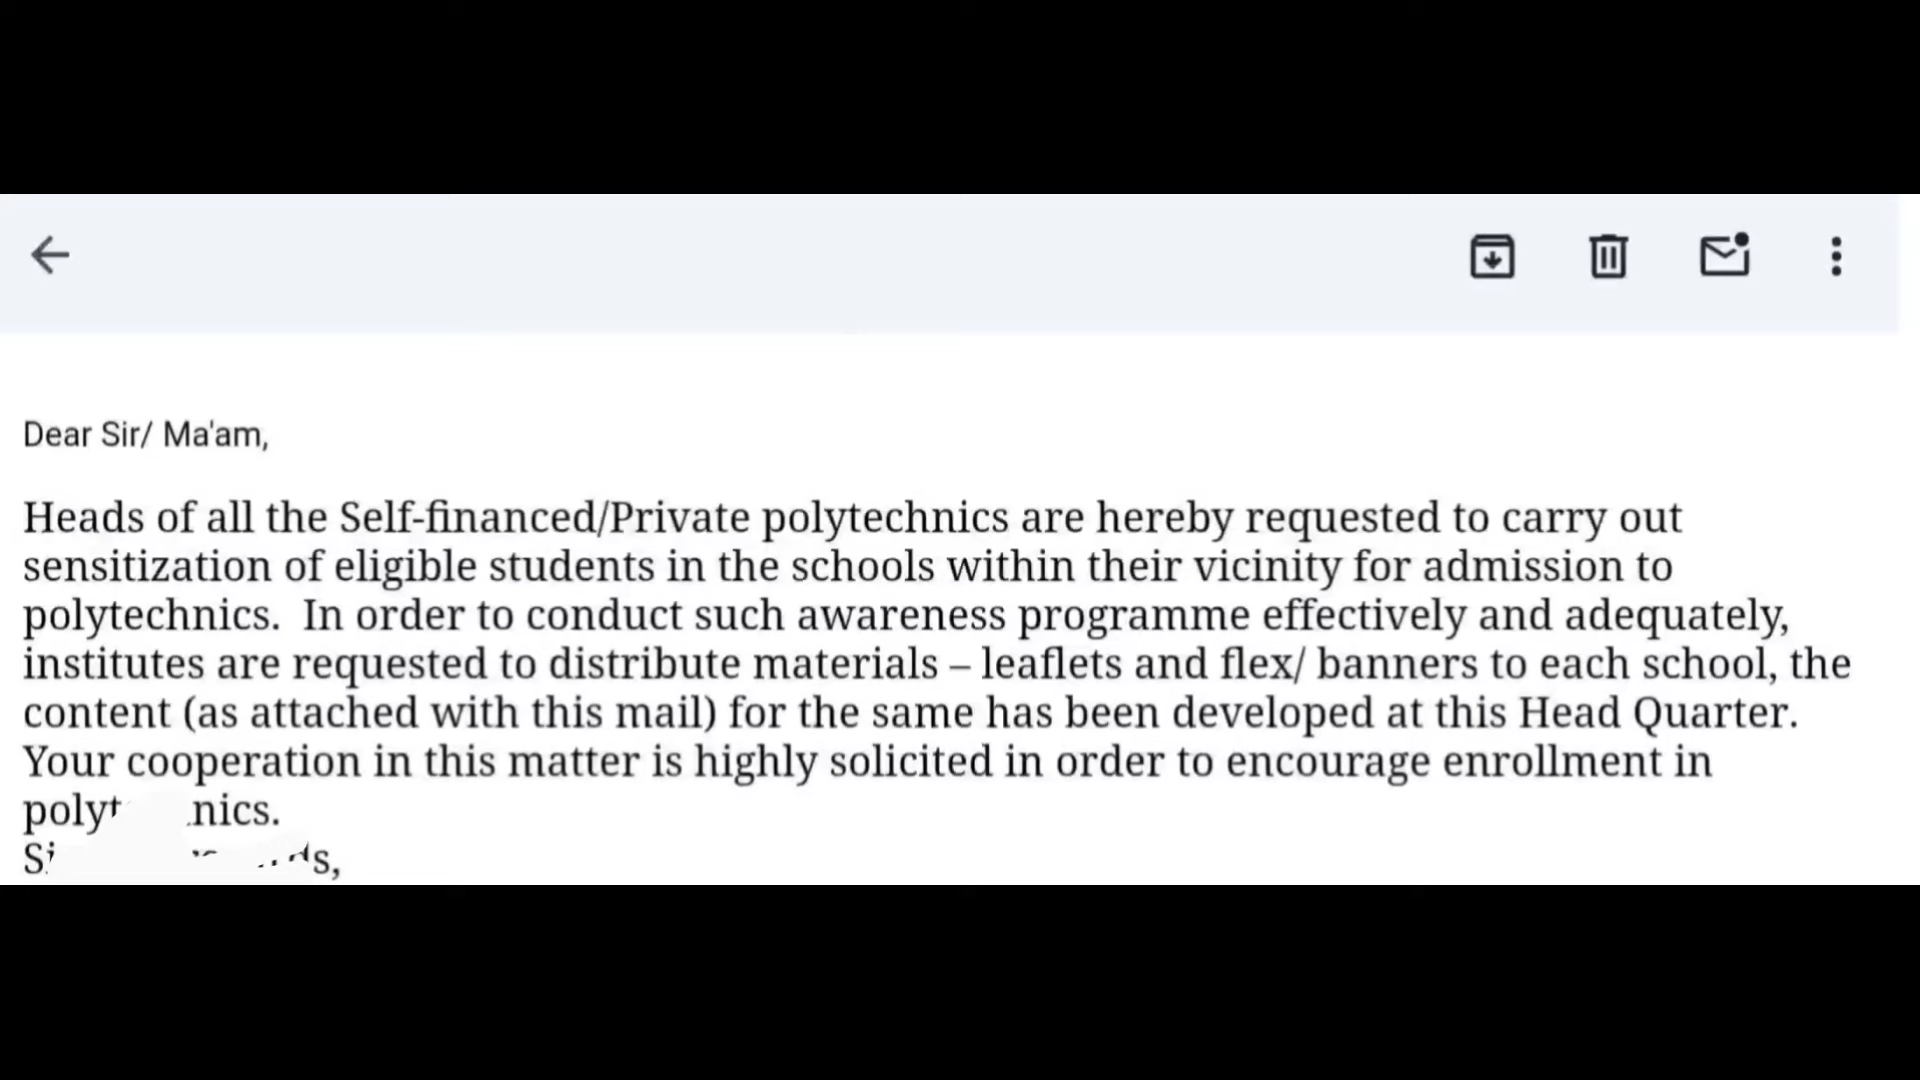 Dear Sir/ Ma'am,
Heads of all the Self-financed/Private polytechnics are hereby requested to carry out
sensitization of eligible students in the schools within their vicinity for admission to
polytechnics.  In order to conduct such awareness programme effectively and adequately,
institutes are requested to distribute materials – leaflets and flex/ banners to each school, the
content (as attached with this mail) for the same has been developed at this Head Quarter.
Your cooperation in this matter is highly solicited in order to encourage enrollment in